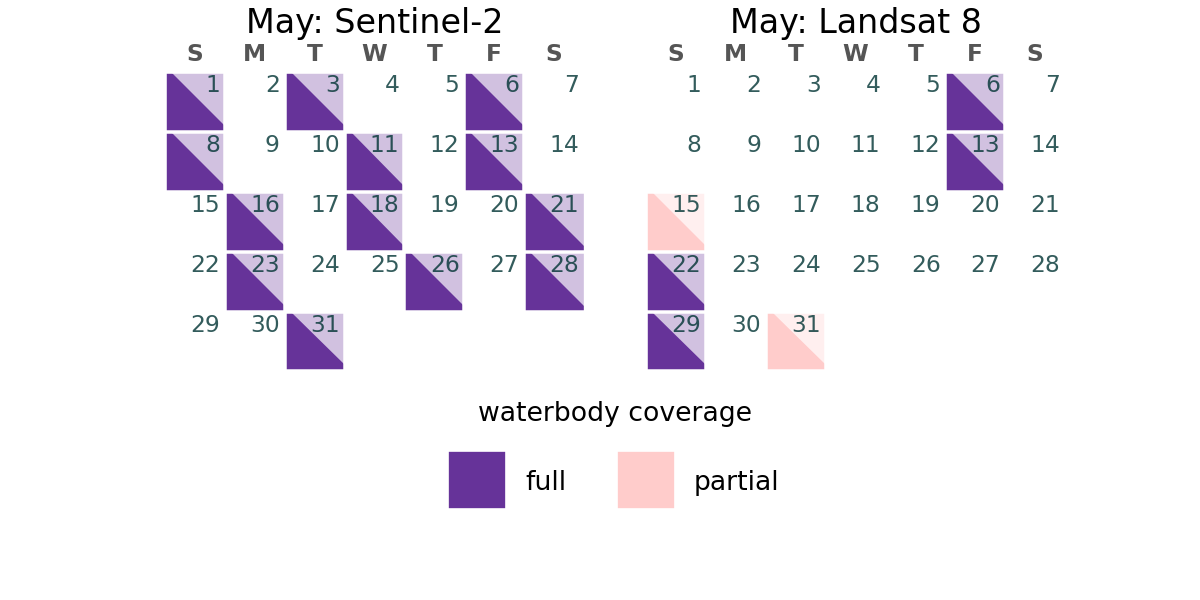 May: Sentinel-2
S M T W T F S
1 2 3 4 5 6 7
8 9 10 11 12 13 14
15 16 17 18 19 20 21
22 23 24 25 26 27 28
29 30 31
May: Landsat 8
S M T W T F S
1 2 3 4 5 6 7
8 9 10 11 12 13 14
15 16 17 18 19 20 21
22 23 24 25 26 27 28
29 30 31
waterbody coverage
full
partial